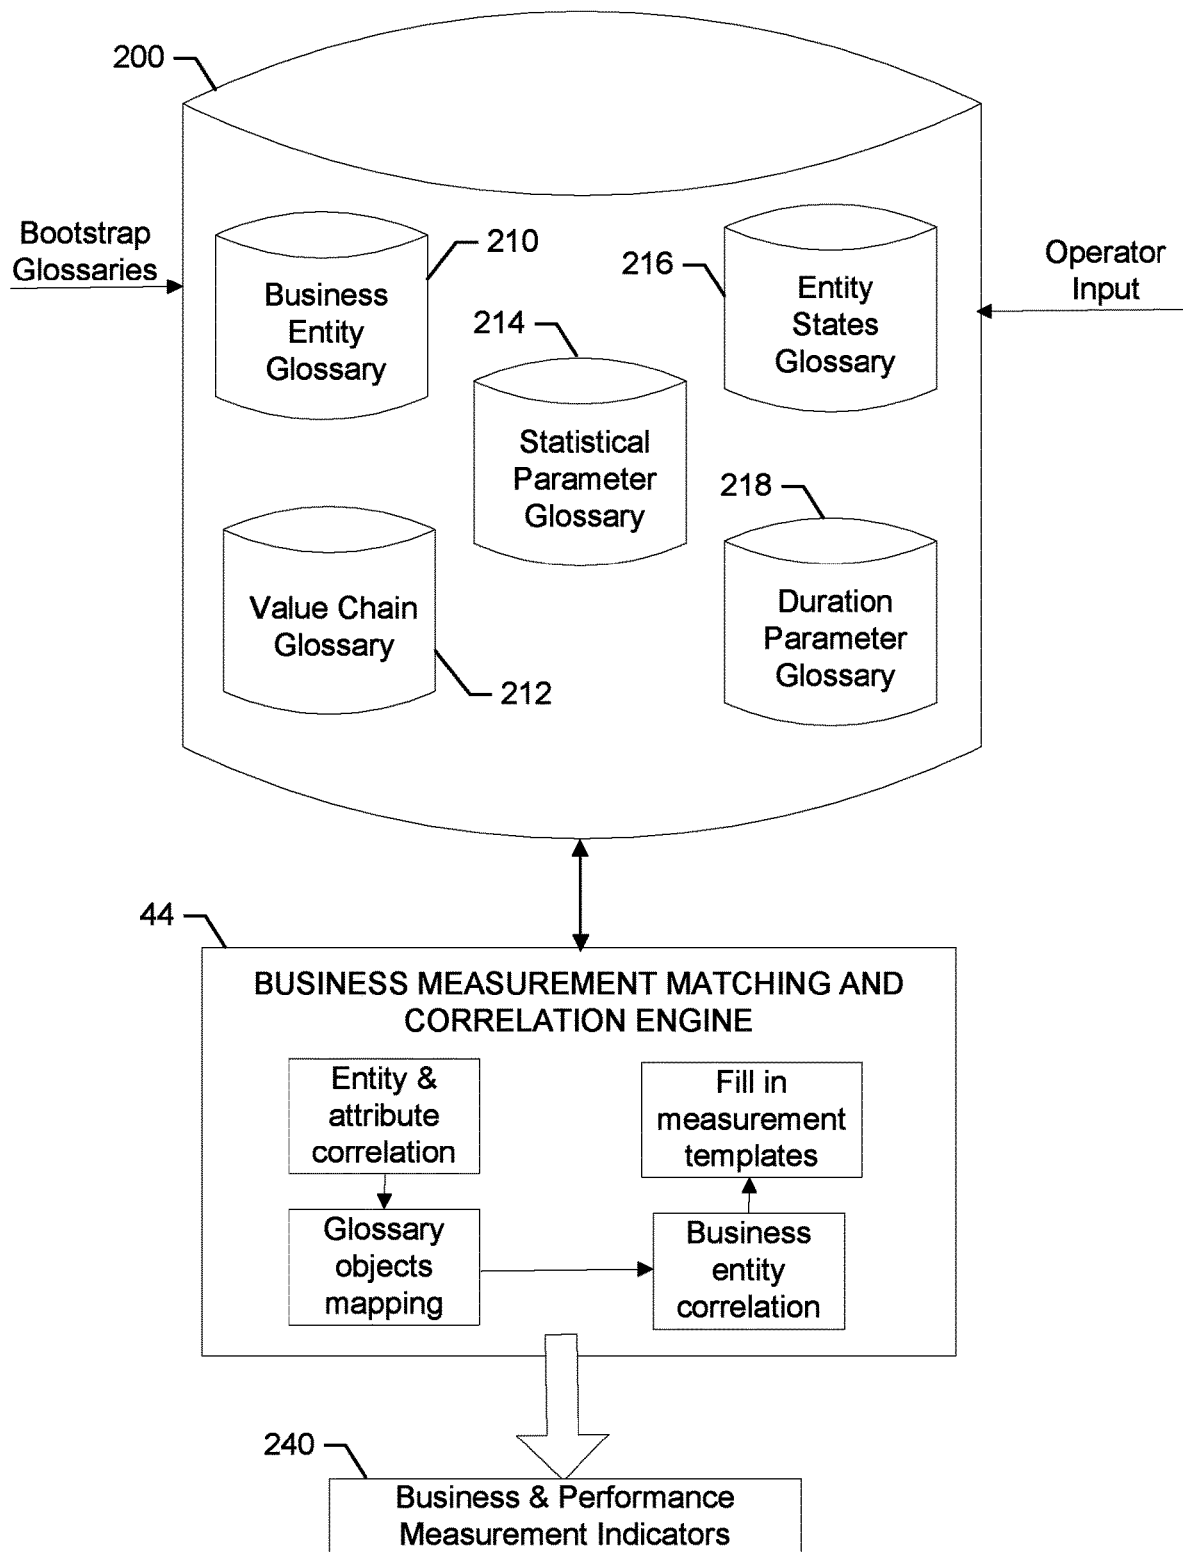 200
Bootstrap
Glossaries
210
Business
Entity
Glossary
216
Entity
States
Glossary
Operator
Input
214
Statistical
Parameter
Glossary
218
Duration
Parameter
Glossary
Value Chain
Glossary
212
44
BUSINESS MEASUREMENT MATCHING AND
CORRELATION ENGINE
Entity &
attribute
correlation
Fill in
measurement
templates
Glossary
objects
mapping
Business
entity
correlation
240
Business & Performance
Measurement Indicators